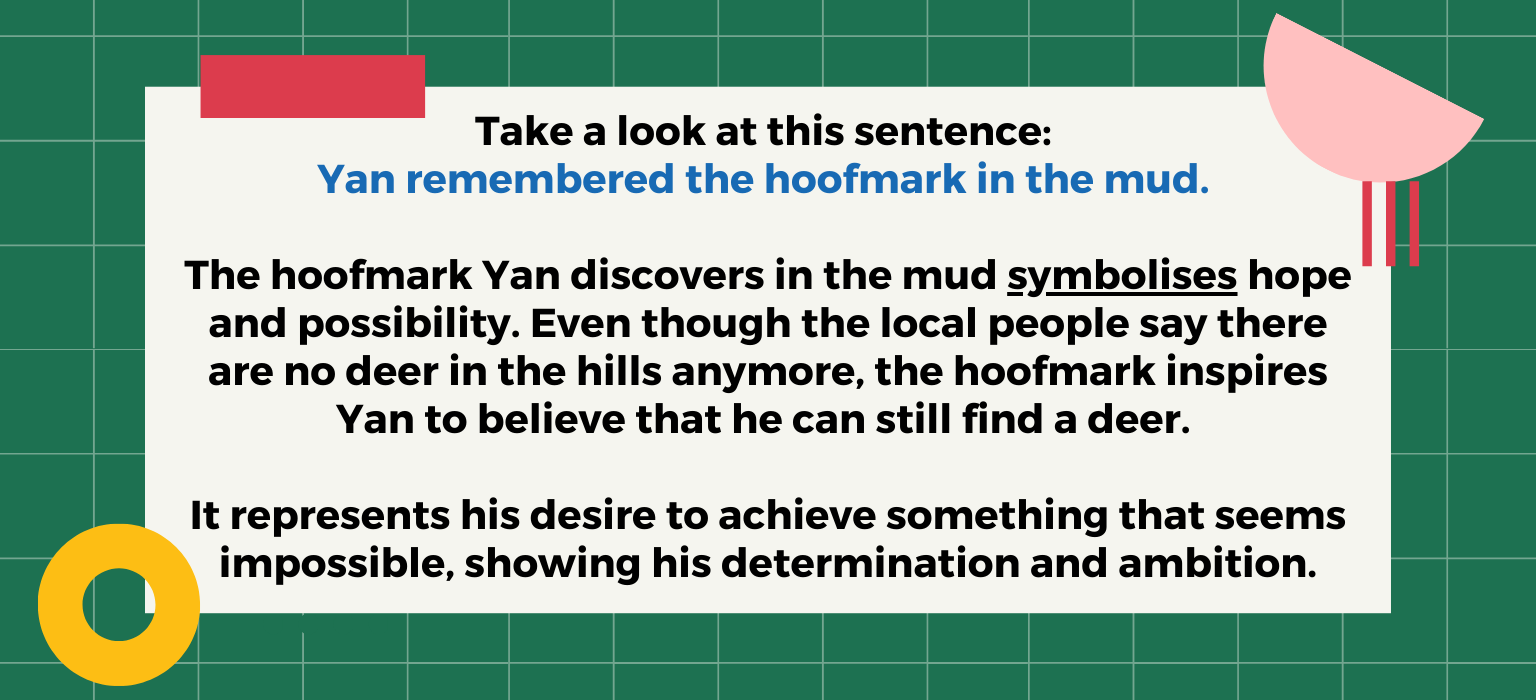 Take a look at this sentence:
Yan remembered the hoofmark in the mud.
The hoofmark Yan discovers in the mud symbolises hope
and possibility. Even though the local people say there
are no deer in the hills anymore, the hoofmark inspires
Yan to believe that he can still find a deer.
It represents his desire to achieve something that seems
impossible, showing his determination and ambition.